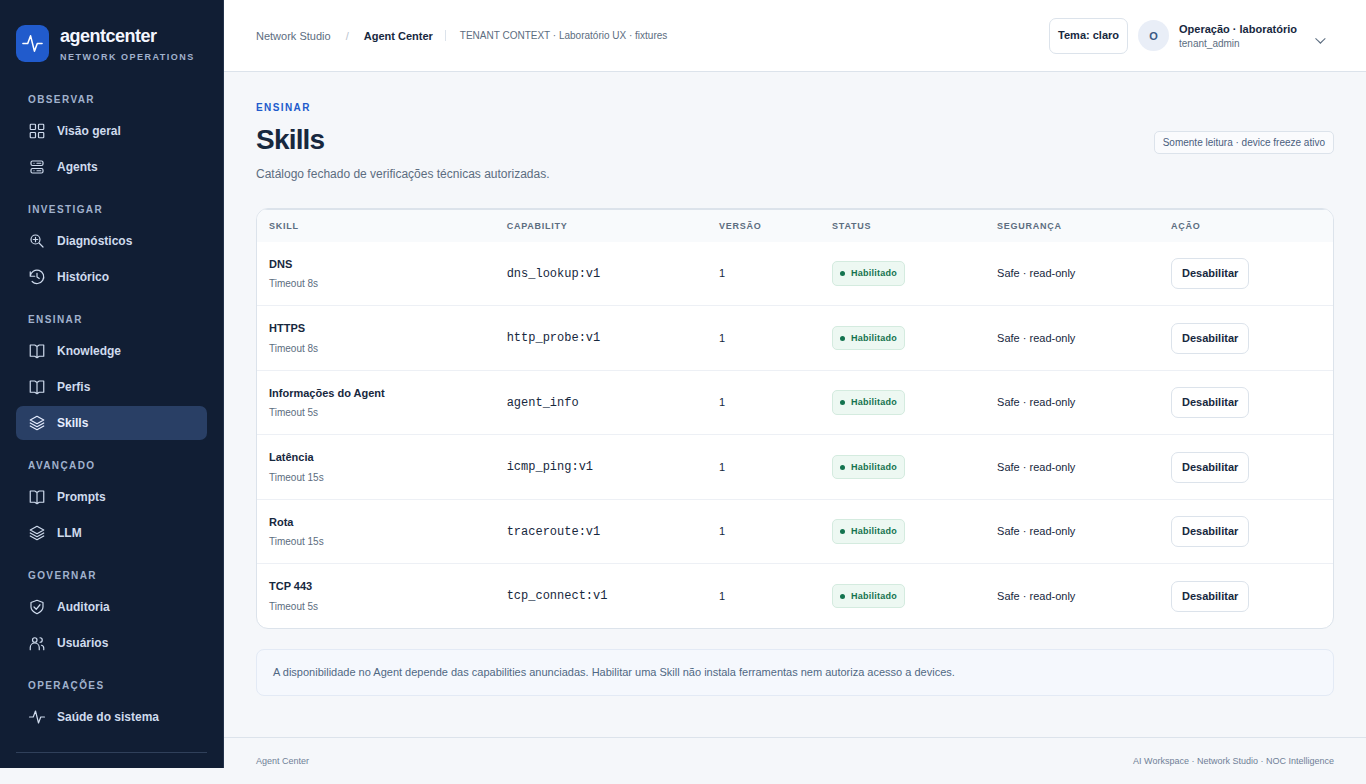 agentcenter
NETWORK OPERATIONS
OBSERVAR
Visão geral
Agents
INVESTIGAR
Diagnósticos
Histórico
ENSINAR
Knowledge
Perfis
Skills
AVANÇADO
Prompts
LLM
GOVERNAR
Auditoria
Usuários
OPERAÇÕES
Saúde do sistema
Network Studio / Agent Center TENANT CONTEXT · Laboratório UX · fixtures
Tema: claro
O
Operação · laboratório
tenant_admin
ENSINAR
Skills
Catálogo fechado de verificações técnicas autorizadas.
Somente leitura · device freeze ativo
SKILL CAPABILITY VERSÃO STATUS SEGURANÇA AÇÃO
DNS
Timeout 8s
dns_lookup:v1 1 Habilitado Safe · read-only Desabilitar
HTTPS
Timeout 8s
http_probe:v1 1 Habilitado Safe · read-only Desabilitar
Informações do Agent
Timeout 5s
agent_info 1 Habilitado Safe · read-only Desabilitar
Latência
Timeout 15s
icmp_ping:v1 1 Habilitado Safe · read-only Desabilitar
Rota
Timeout 15s
traceroute:v1 1 Habilitado Safe · read-only Desabilitar
TCP 443
Timeout 5s
tcp_connect:v1 1 Habilitado Safe · read-only Desabilitar
A disponibilidade no Agent depende das capabilities anunciadas. Habilitar uma Skill não instala ferramentas nem autoriza acesso a devices.
Agent Center
AI Workspace · Network Studio · NOC Intelligence